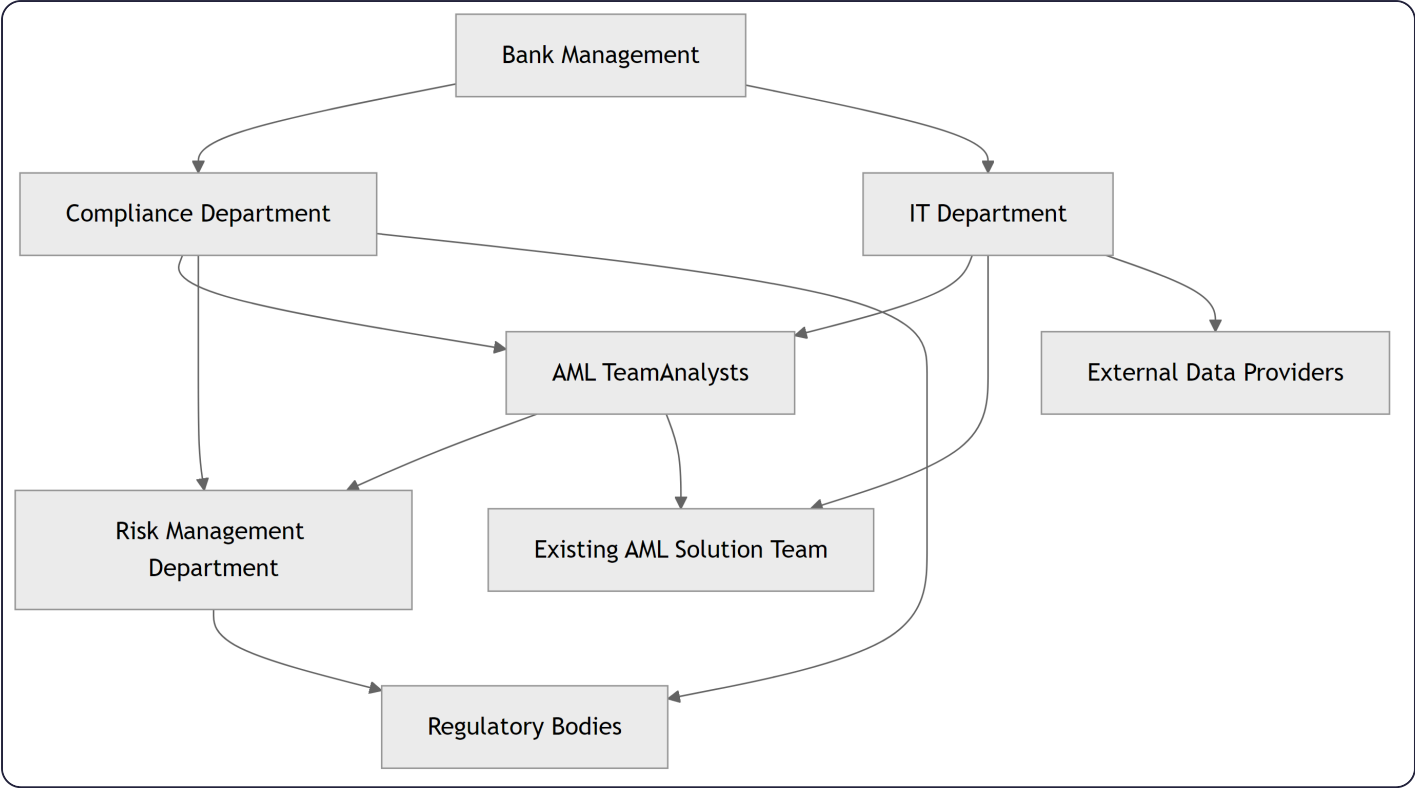 Bank Management
Compliance Department
IT Department
AML TeamAnalysts
External Data Providers
Risk Management
Department
Existing AML Solution Team
Regulatory Bodies